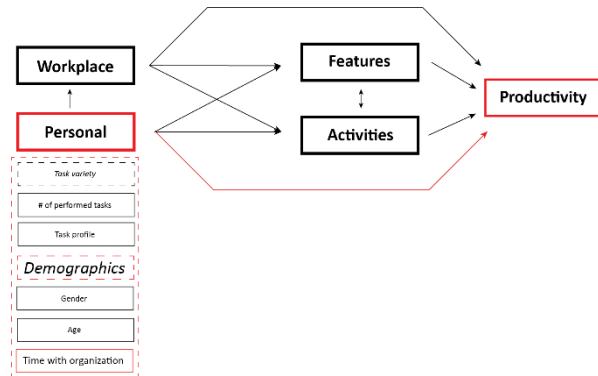 Workplace
Features
Productivity
Personal
Activities
Task variety
# of performed tasks
Task profile
Demographics
Gender
Age
Time with organization